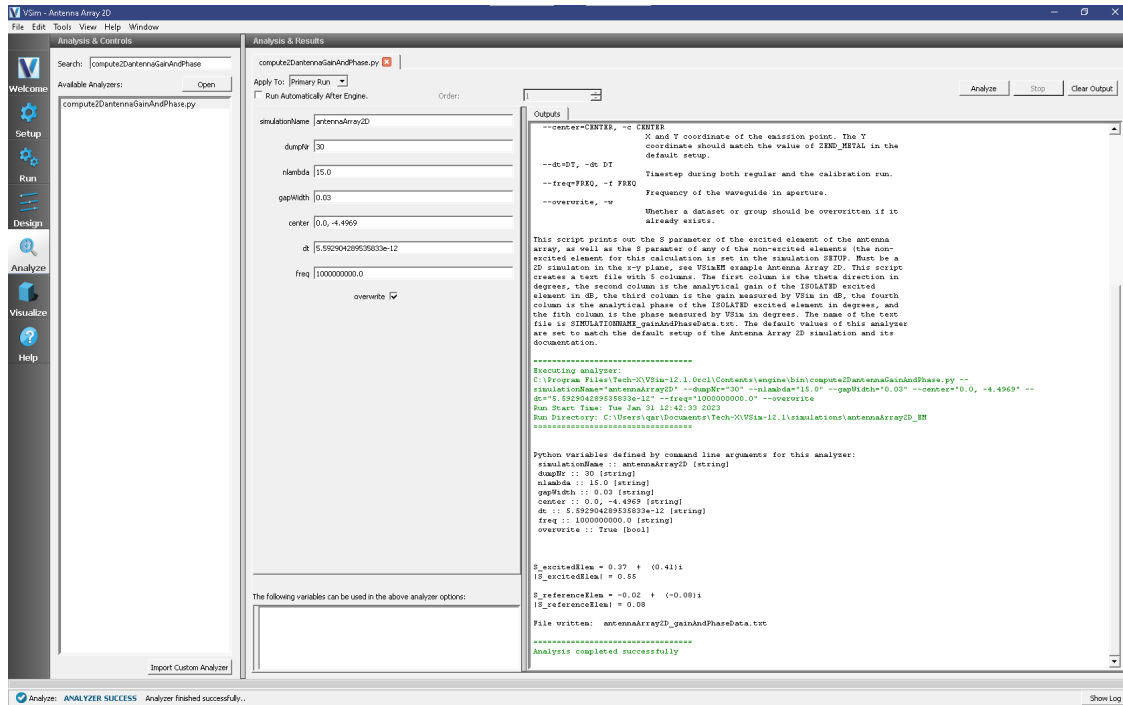 VSim - Antenna Array 2D
File Edit Tools View Help Window
Analysis & Controls
Analysis & Results
Welcome
Setup
Run
Design
Analyze
Visualize
Help
Search: compute2DantennaGainAndPhase
Available Analyzers:
Open
compute2DantennaGainAndPhase.py
Import Custom Analyzer
compute2DantennaGainAndPhase.py
Apply To: Primary Run
Run Automatically After Engine.
Order: 1
Analyze
Stop
Clear Output
simulationName antennaArray2D
dumpNr 30
nlambda 15.0
gapWidth 0.03
center 0.0, -4.4969
dt 5.592904289535833e-12
freq 1000000000.0
overwrite
The following variables can be used in the above analyzer options:
Outputs
--center=CENTER, -c CENTER
X and Y coordinate of the emission point. The Y
coordinate should match the value of ZEND_METAL in the
default setup.
--dt=DT, -dt DT
Timestep during both regular and the calibration run.
--freq=FREQ, -f FREQ
Frequency of the waveguide in aperture.
--overwrite, -w
Whether a dataset or group should be overwritten if it
already exists.
This script prints out the S parameter of the excited element of the antenna
array, as well as the S paramter of any of the non-excited elements (the non-
excited element for this calculation is set in the simulation SETUP. Must be a
2D simulaton in the x-y plane, see VSimEM example Antenna Array 2D. This script
creates a text file with 5 columns. The first column is the theta direction in
degrees, the second column is the analytical gain of the ISOLATED excited
element in dB, the third column is the gain measured by VSim in dB, the fourth
column is the analytical phase of the ISOLATED excited element in degrees, and
the fith column is the phase measured by VSim in degrees. The name of the text
file is SIMULATIONNAME_gainAndPhaseData.txt. The default values of this analyzer
are set to match the default setup of the Antenna Array 2D simulation and its
documentation.
==================================
Executing analyzer:
C:\Program Files\Tech-X\VSim-12.1.0rc1\Contents\engine\bin\compute2DantennaGainAndPhase.py --
simulationName="antennaArray2D" --dumpNr="30" --nlambda="15.0" --gapWidth="0.03" --center="0.0, -4.4969" --
dt="5.592904289535833e-12" --freq="1000000000.0" --overwrite
Run Start Time: Tue Jan 31 12:42:33 2023
Run Directory: C:\Users\qar\Documents\Tech-X\VSim-12.1\simulations\antennaArray2D_EM
==================================
Python variables defined by command line arguments for this analyzer:
simulationName :: antennaArray2D [string]
dumpNr :: 30 [string]
nlambda :: 15.0 [string]
gapWidth :: 0.03 [string]
center :: 0.0, -4.4969 [string]
dt :: 5.592904289535833e-12 [string]
freq :: 1000000000.0 [string]
overwrite :: True [bool]
S_excitedElem = 0.37 + (0.41)i
|S_excitedElem| = 0.55
S_referenceElem = -0.02 + (-0.08)i
|S_referenceElem| = 0.08
File written: antennaArray2D_gainAndPhaseData.txt
==================================
Analysis completed successfully
Analyze: ANALYZER SUCCESS Analyzer finished successfully..
Show Log